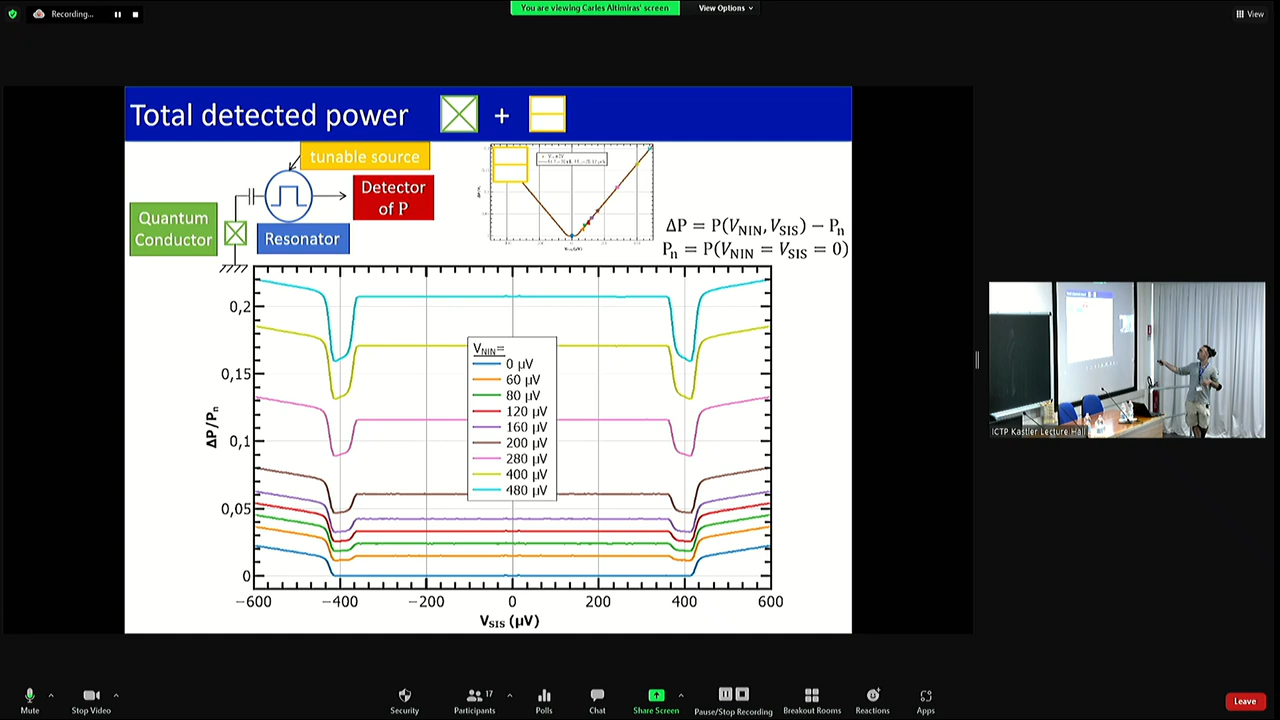 Recording...
You are viewing Carles Altimiras' screen
View Options
View
Total detected power
+
tunable source
Detector
of P
Quantum
Conductor
Resonator
ΔP = P(V_NIN, V_SIS) − P_n
P_n = P(V_NIN = V_SIS = 0)
0,2
0,15
0,1
0,05
0
ΔP/P_n
V_NIN=
0 μV
60 μV
80 μV
120 μV
160 μV
200 μV
280 μV
400 μV
480 μV
−600 −400 −200 0 200 400 600
V_SIS (μV)
ICTP Kastler Lecture Hall
Mute
Stop Video
Security
Participants
17
Polls
Chat
Share Screen
Pause/Stop Recording
Breakout Rooms
Reactions
Apps
Leave